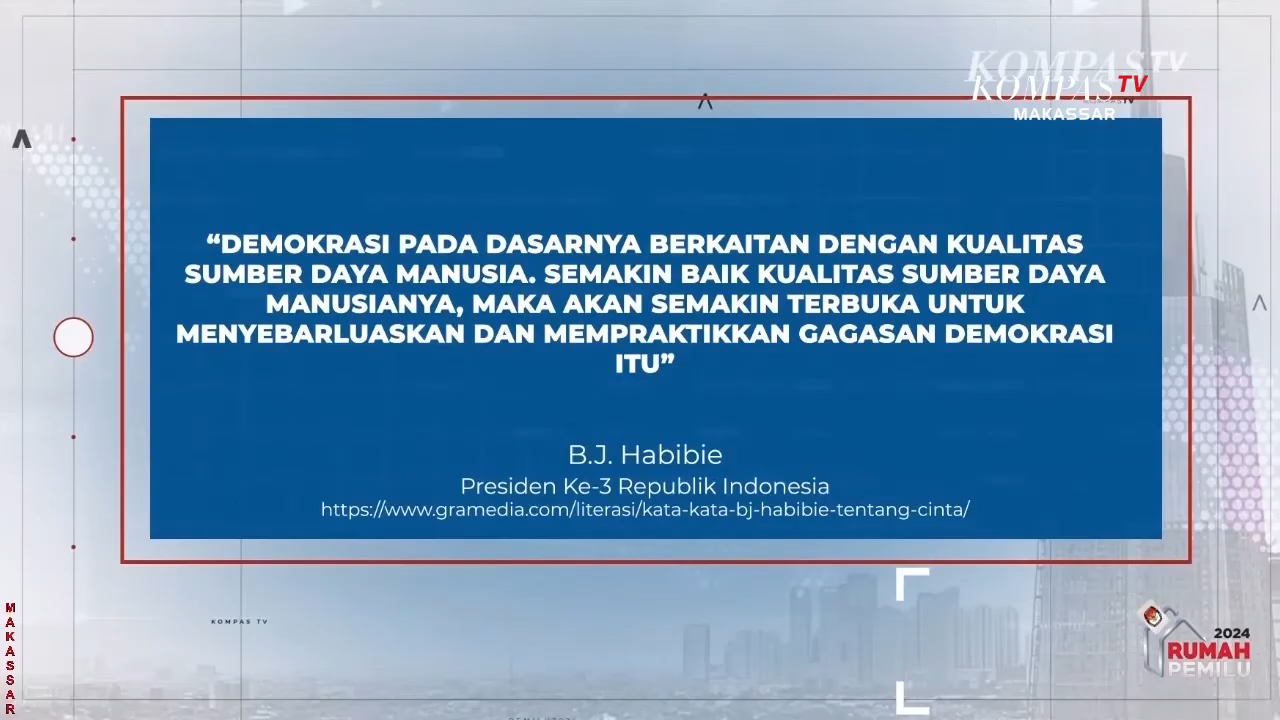 KOMPASTV
KOMPAS TV
MAKASSAR
“DEMOKRASI PADA DASARNYA BERKAITAN DENGAN KUALITAS
SUMBER DAYA MANUSIA. SEMAKIN BAIK KUALITAS SUMBER DAYA
MANUSIANYA, MAKA AKAN SEMAKIN TERBUKA UNTUK
MENYEBARLUASKAN DAN MEMPRAKTIKKAN GAGASAN DEMOKRASI
ITU”
B.J. Habibie
Presiden Ke-3 Republik Indonesia
https://www.gramedia.com/literasi/kata-kata-bj-habibie-tentang-cinta/
MAKASSAR
KOMPAS TV
2024
RUMAH
PEMILU